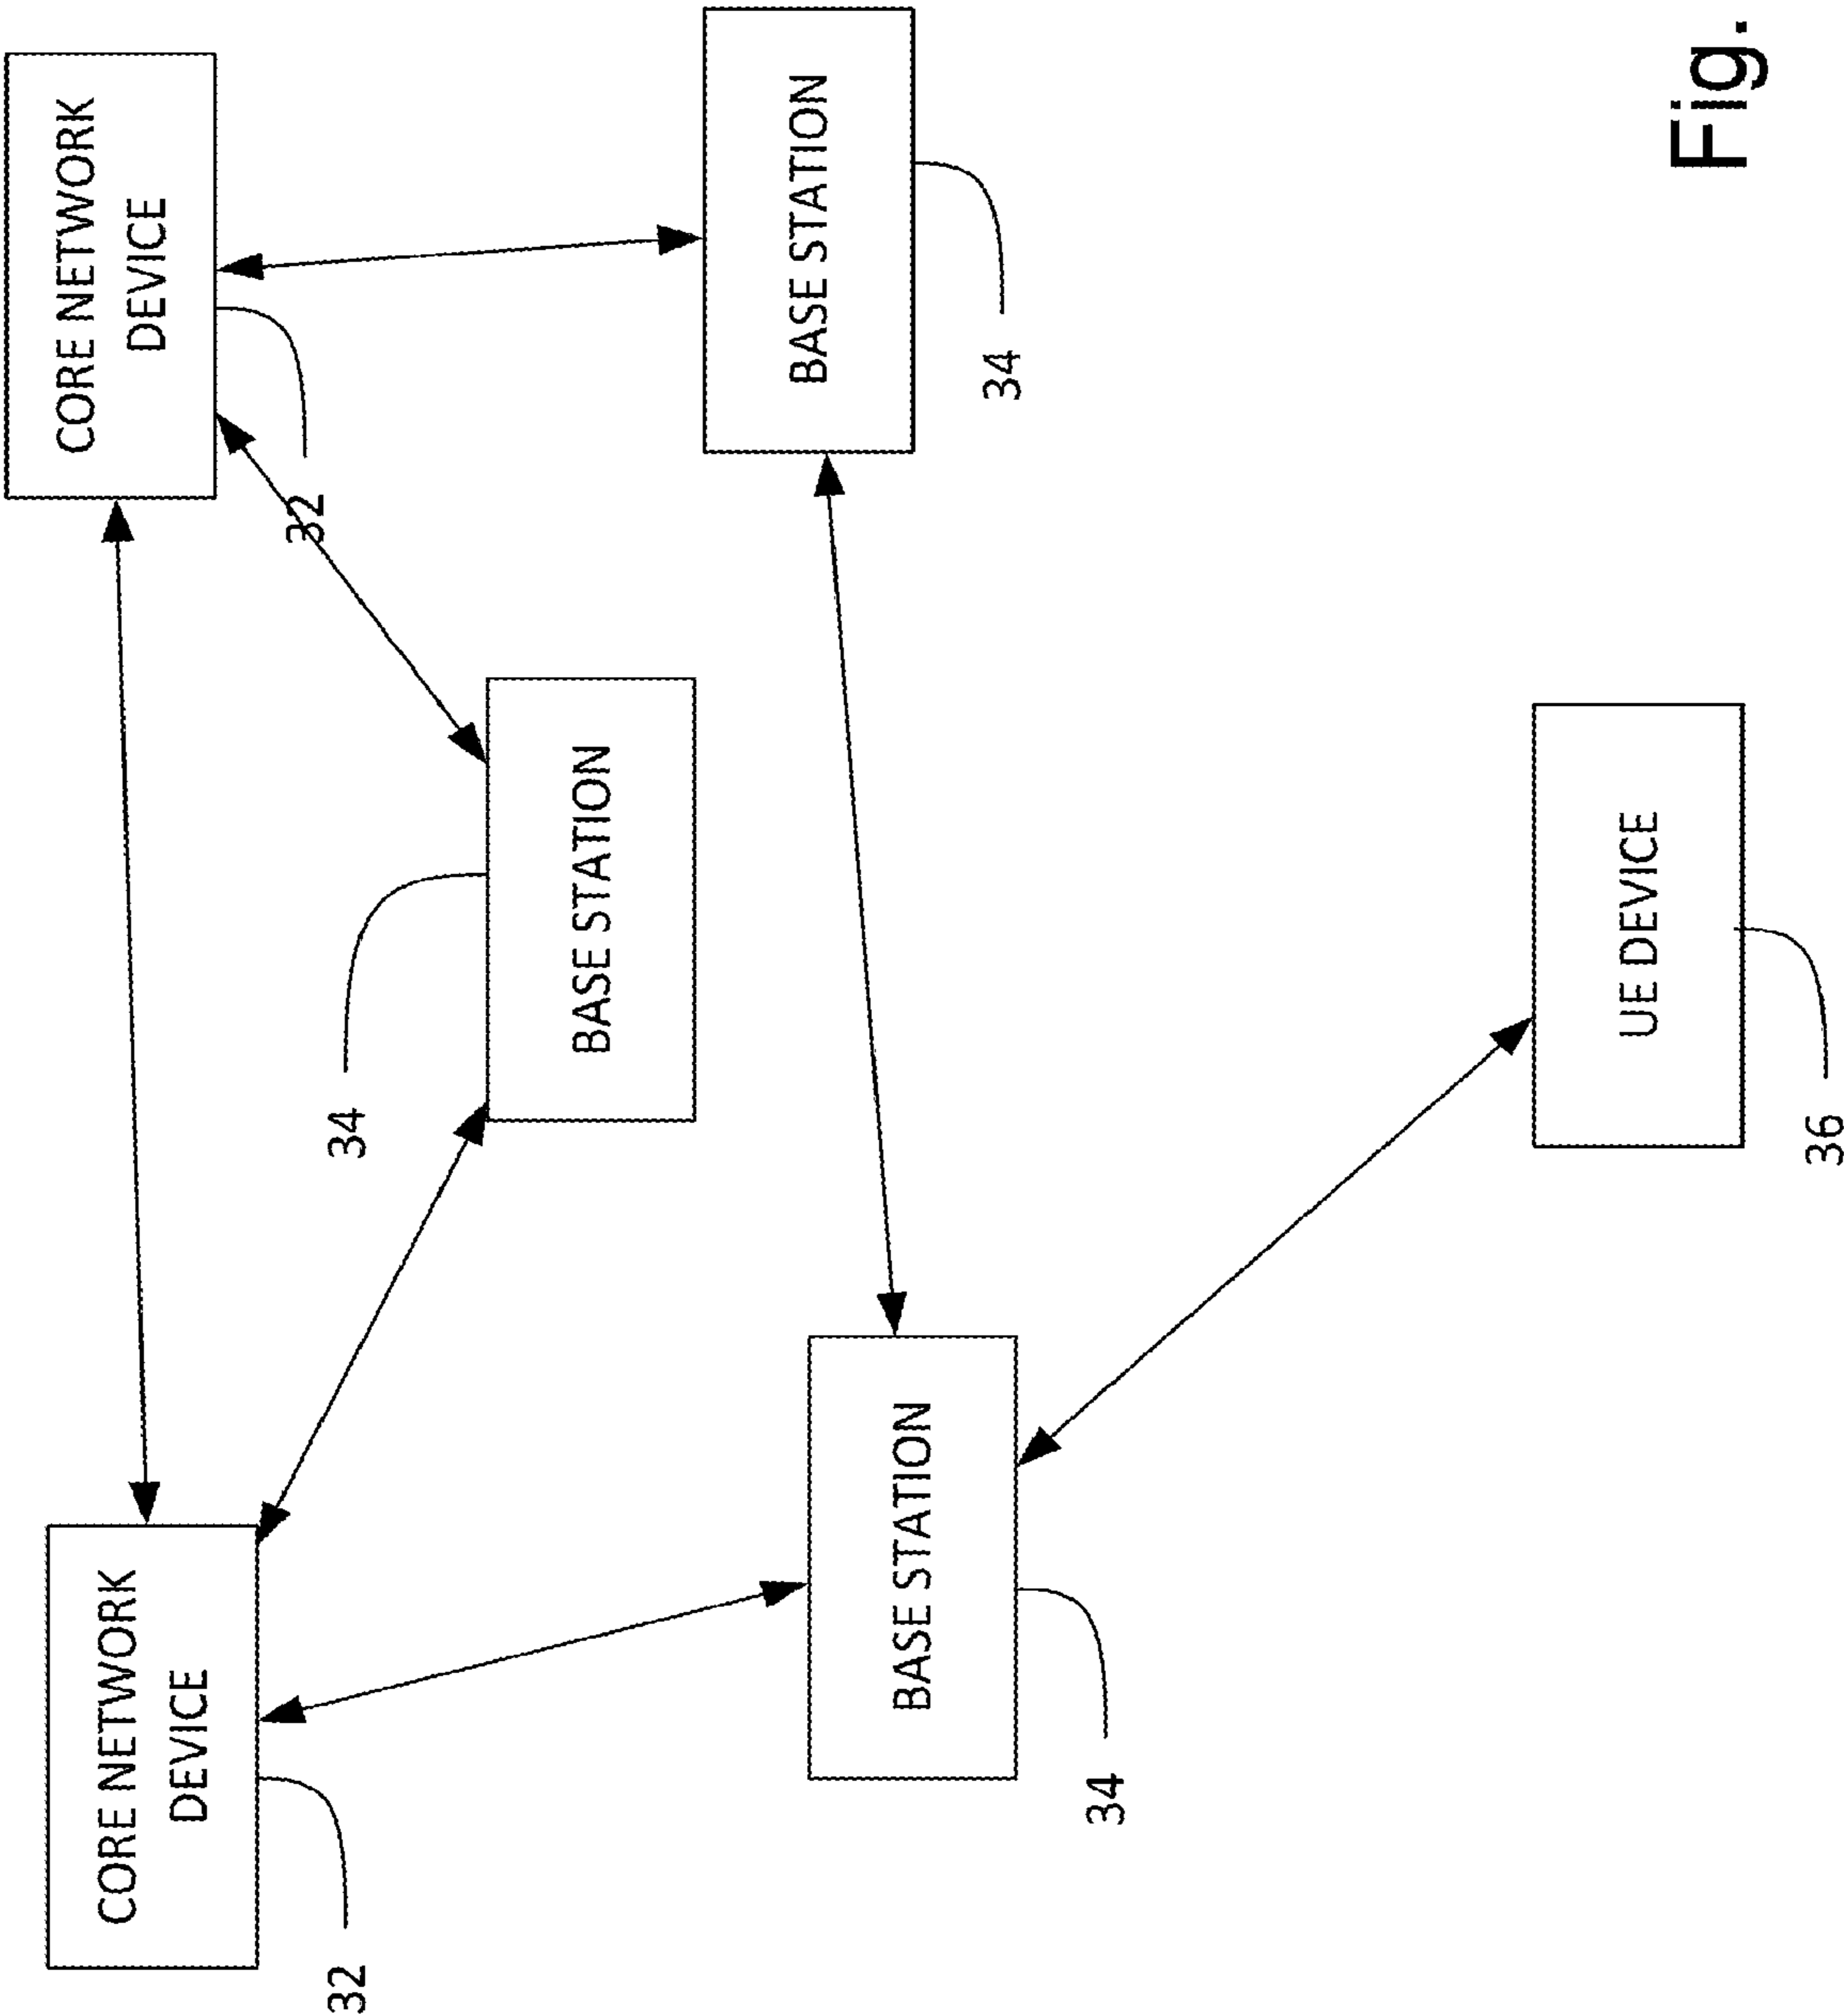 CORE NETWORK
DEVICE
32
CORE NETWORK
DEVICE
32
34
BASE STATION
BASE STATION
34
BASE STATION
34
UE DEVICE
36
Fig.